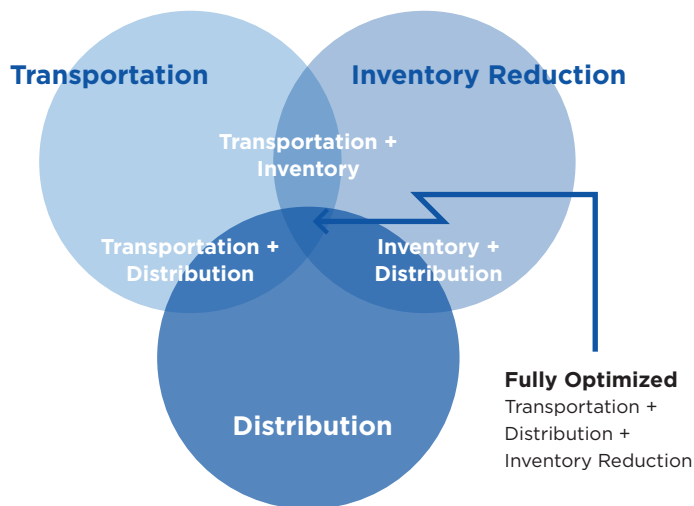 Transportation
Inventory Reduction
Transportation +
Inventory
Transportation +
Distribution
Inventory +
Distribution
Distribution
Fully Optimized
Transportation +
Distribution +
Inventory Reduction